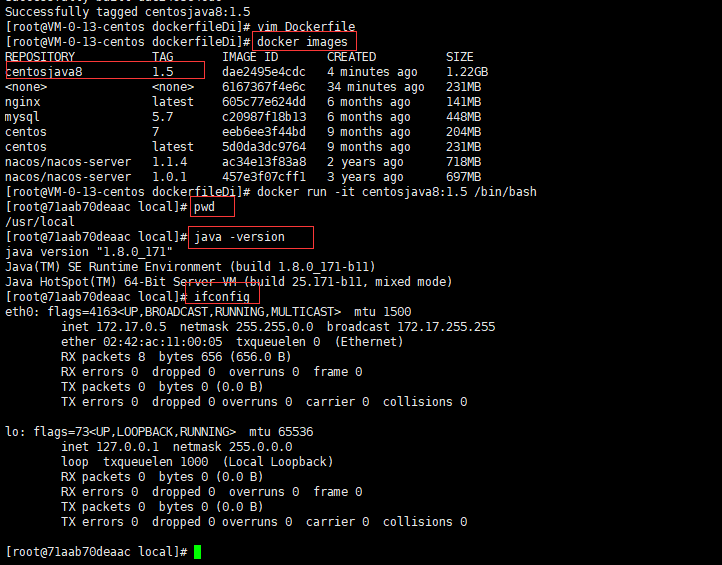 Successfully tagged centosjava8:1.5
[root@VM-0-13-centos dockerfileDi]# vim Dockerfile
[root@VM-0-13-centos dockerfileDi]# docker images
REPOSITORY TAG IMAGE ID CREATED SIZE
centosjava8 1.5 dae2495e4cdc 4 minutes ago 1.22GB
<none> <none> 6167367f4e6c 34 minutes ago 231MB
nginx latest 605c77e624dd 6 months ago 141MB
mysql 5.7 c20987f18b13 6 months ago 448MB
centos 7 eeb6ee3f44bd 9 months ago 204MB
centos latest 5d0da3dc9764 9 months ago 231MB
nacos/nacos-server 1.1.4 ac34e13f83a8 2 years ago 718MB
nacos/nacos-server 1.0.1 457e3f07cff1 3 years ago 697MB
[root@VM-0-13-centos dockerfileDi]# docker run -it centosjava8:1.5 /bin/bash
[root@71aab70deaac local]# pwd
/usr/local
[root@71aab70deaac local]# java -version
java version "1.8.0_171"
Java(TM) SE Runtime Environment (build 1.8.0_171-b11)
Java HotSpot(TM) 64-Bit Server VM (build 25.171-b11, mixed mode)
[root@71aab70deaac local]# ifconfig
eth0: flags=4163<UP,BROADCAST,RUNNING,MULTICAST> mtu 1500
inet 172.17.0.5 netmask 255.255.0.0 broadcast 172.17.255.255
ether 02:42:ac:11:00:05 txqueuelen 0 (Ethernet)
RX packets 8 bytes 656 (656.0 B)
RX errors 0 dropped 0 overruns 0 frame 0
TX packets 0 bytes 0 (0.0 B)
TX errors 0 dropped 0 overruns 0 carrier 0 collisions 0
lo: flags=73<UP,LOOPBACK,RUNNING> mtu 65536
inet 127.0.0.1 netmask 255.0.0.0
loop txqueuelen 1000 (Local Loopback)
RX packets 0 bytes 0 (0.0 B)
RX errors 0 dropped 0 overruns 0 frame 0
TX packets 0 bytes 0 (0.0 B)
TX errors 0 dropped 0 overruns 0 carrier 0 collisions 0
[root@71aab70deaac local]#